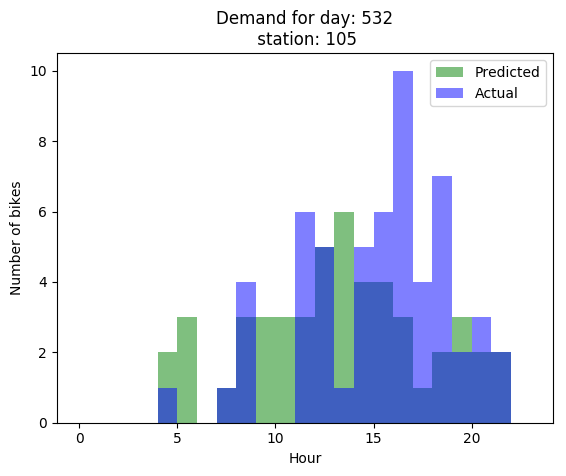 Demand for day: 532
station: 105
Predicted
Actual
10
8
6
4
2
0
Number of bikes
0 5 10 15 20
Hour